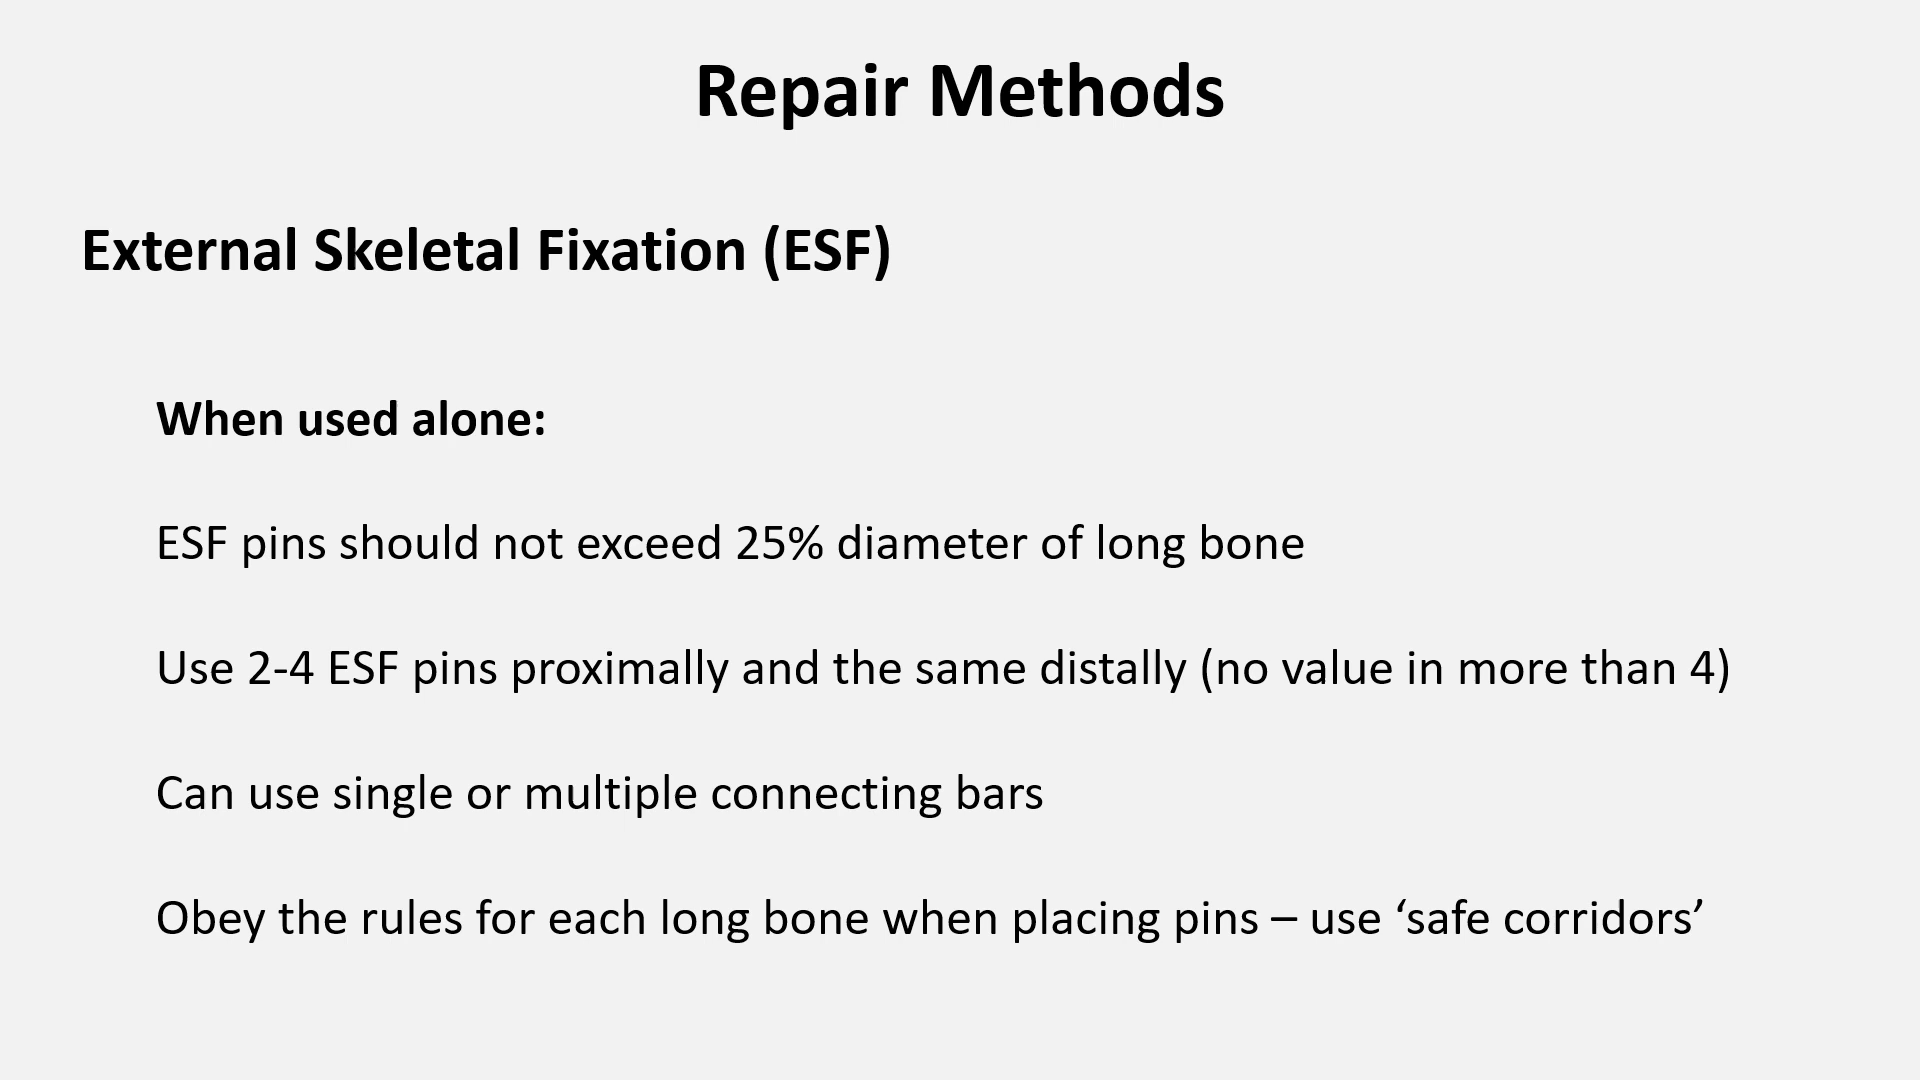 Repair Methods
External Skeletal Fixation (ESF)
When used alone:
ESF pins should not exceed 25% diameter of long bone
Use 2-4 ESF pins proximally and the same distally (no value in more than 4)
Can use single or multiple connecting bars
Obey the rules for each long bone when placing pins – use ‘safe corridors’